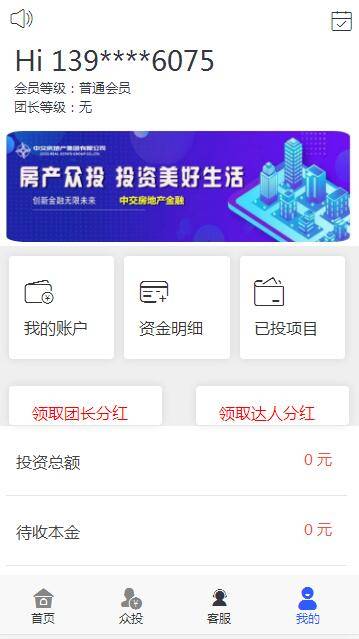 Hi 139****6075
会员等级：普通会员
团长等级：无
中交房地产集团有限公司
房产众投 投资美好生活
创新金融无限未来 中交房地产金融
我的账户 资金明细 已投项目
领取团长分红 领取达人分红
投资总额 0 元
待收本金 0 元
首页 众投 客服 我的